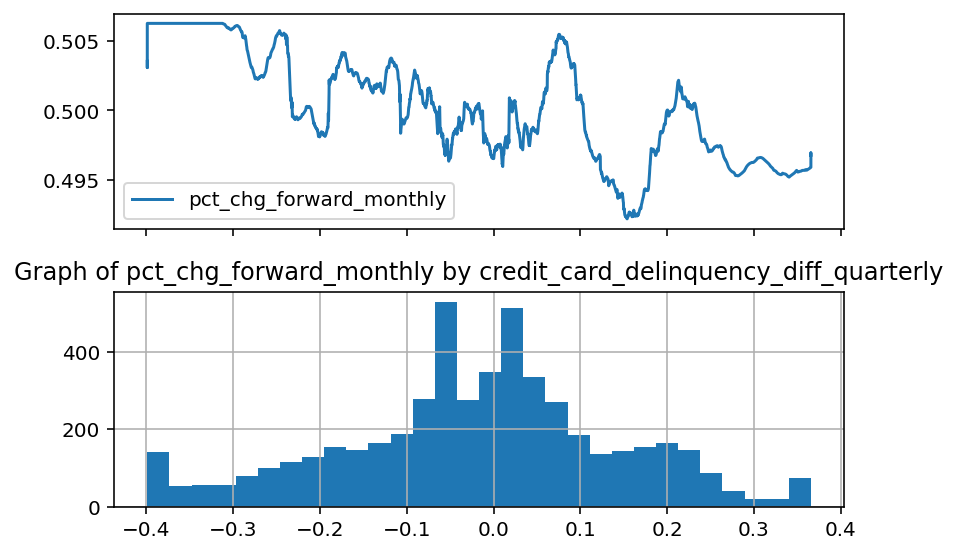 0.505
0.500
0.495
pct_chg_forward_monthly
Graph of pct_chg_forward_monthly by credit_card_delinquency_diff_quarterly
400
200
0
−0.4 −0.3 −0.2 −0.1 0.0 0.1 0.2 0.3 0.4